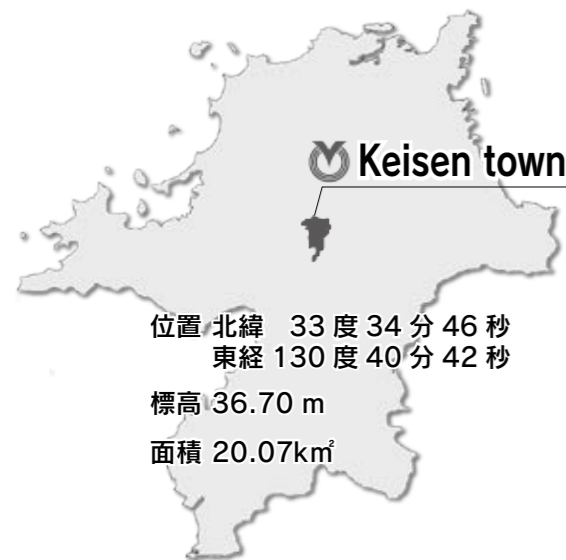 Keisen town
位置 北緯　33 度 34 分 46 秒
東経 130 度 40 分 42 秒
標高 36.70 m
面積 20.07k㎡